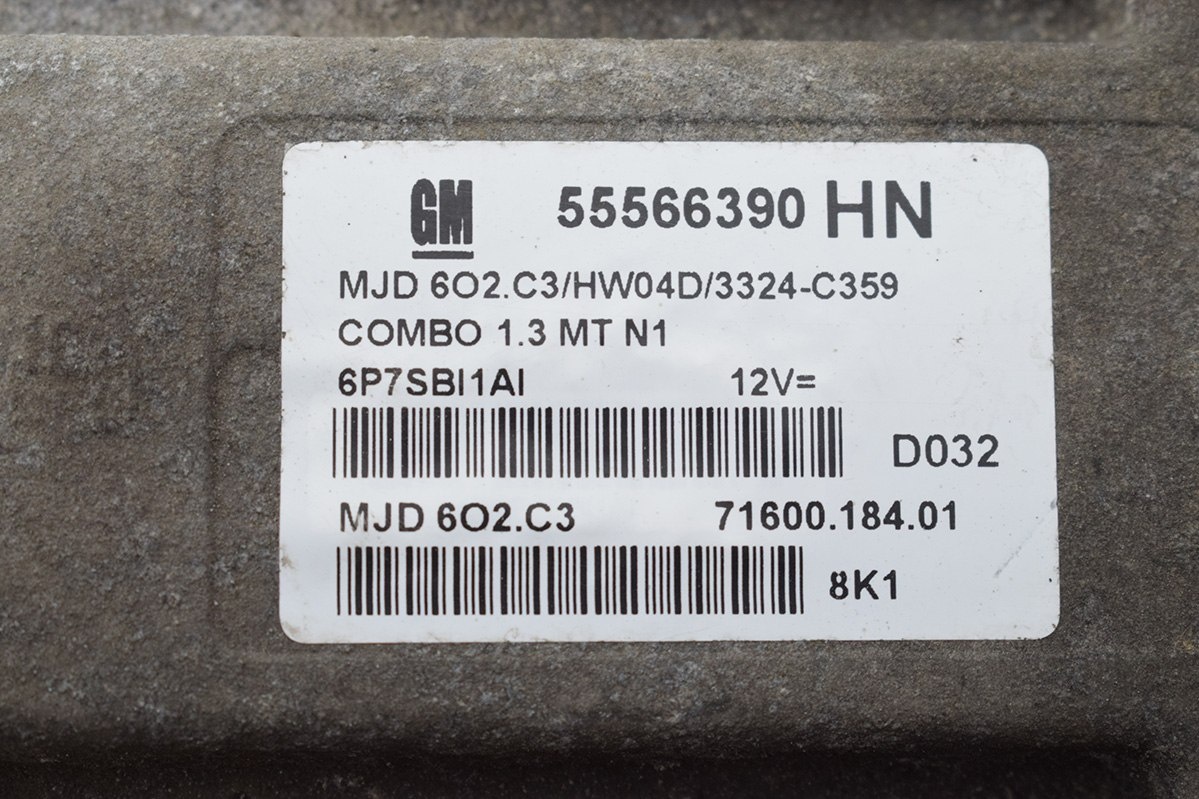 GM 55566390 HN
MJD 6O2.C3/HW04D/3324-C359
COMBO 1.3 MT N1
6P7SBI1AI 12V=
D032
MJD 6O2.C3 71600.184.01
8K1